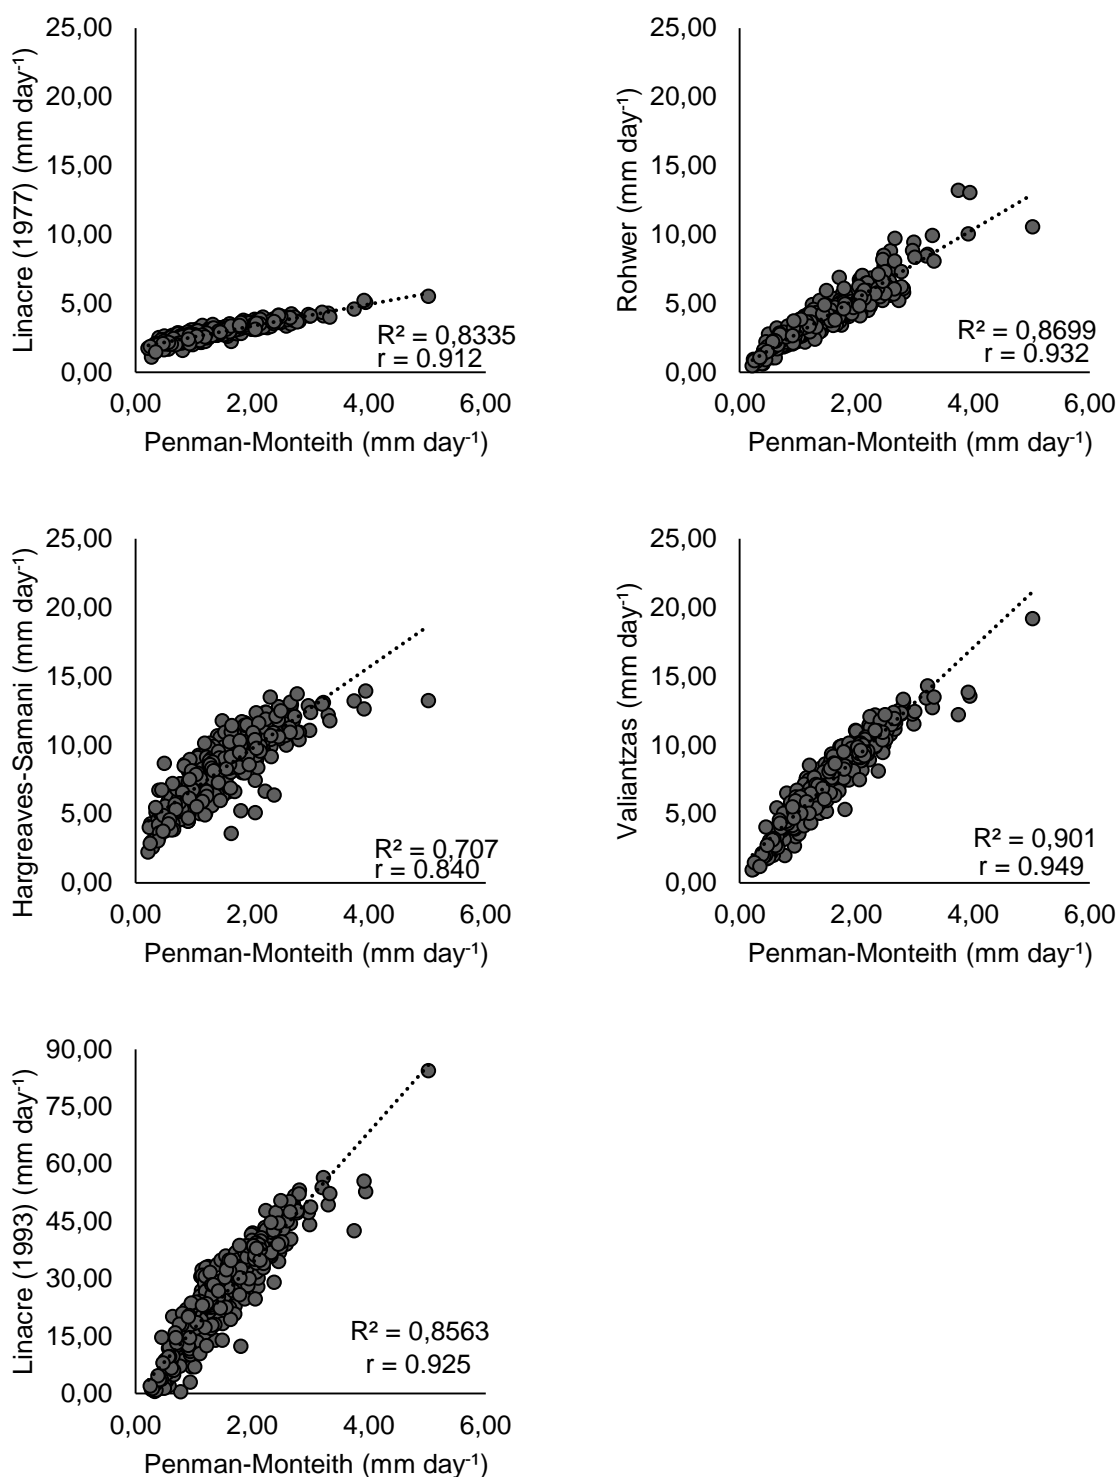 Linacre (1977) (mm day⁻¹)
25,00
20,00
15,00
10,00
5,00
0,00
R² = 0,8335
r = 0.912
0,00 2,00 4,00 6,00
Penman-Monteith (mm day⁻¹)
Rohwer (mm day⁻¹)
25,00
20,00
15,00
10,00
5,00
0,00
R² = 0,8699
r = 0.932
0,00 2,00 4,00 6,00
Penman-Monteith (mm day⁻¹)
Hargreaves-Samani (mm day⁻¹)
25,00
20,00
15,00
10,00
5,00
0,00
R² = 0,707
r = 0.840
0,00 2,00 4,00 6,00
Penman-Monteith (mm day⁻¹)
Valiantzas (mm day⁻¹)
25,00
20,00
15,00
10,00
5,00
0,00
R² = 0,901
r = 0.949
0,00 2,00 4,00 6,00
Penman-Monteith (mm day⁻¹)
Linacre (1993) (mm day⁻¹)
90,00
75,00
60,00
45,00
30,00
15,00
0,00
R² = 0,8563
r = 0.925
0,00 2,00 4,00 6,00
Penman-Monteith (mm day⁻¹)